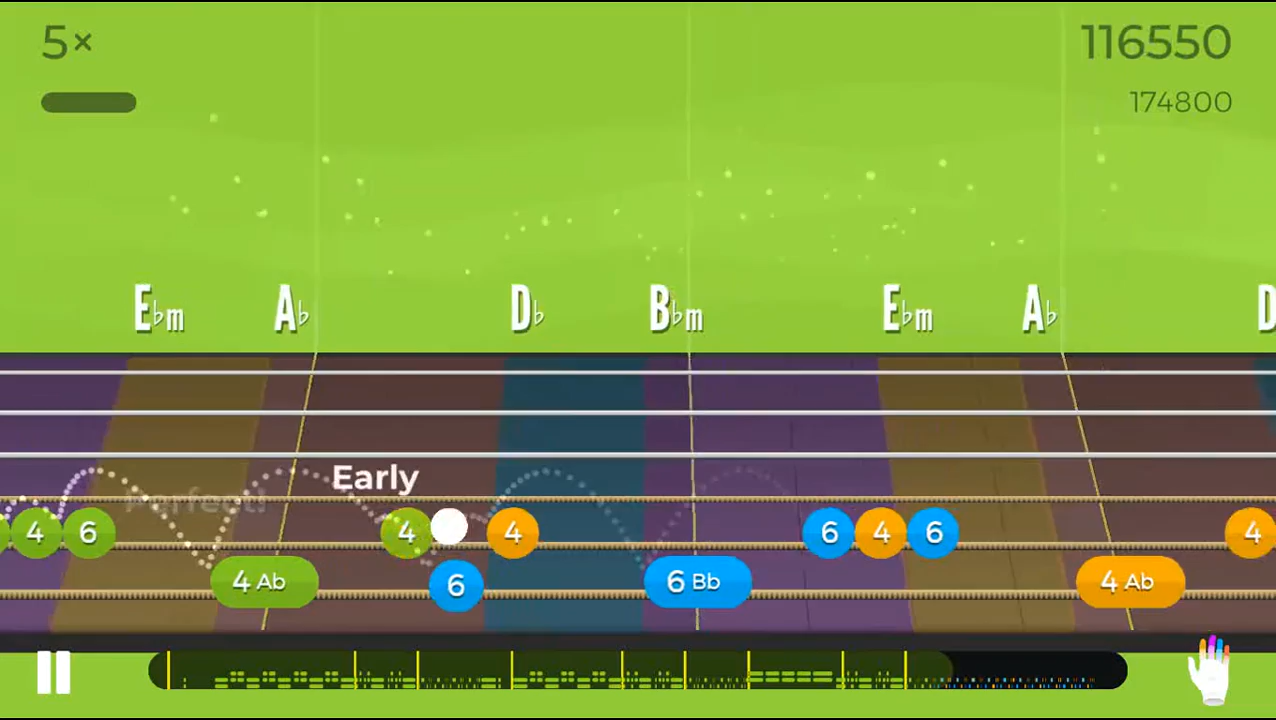 5×
116550
174800
E♭m A♭ D♭ B♭m E♭m A♭ D
Early
Perfect!
4 6 4 4 6 4 6 4
4 Ab 6 6 Bb 4 Ab